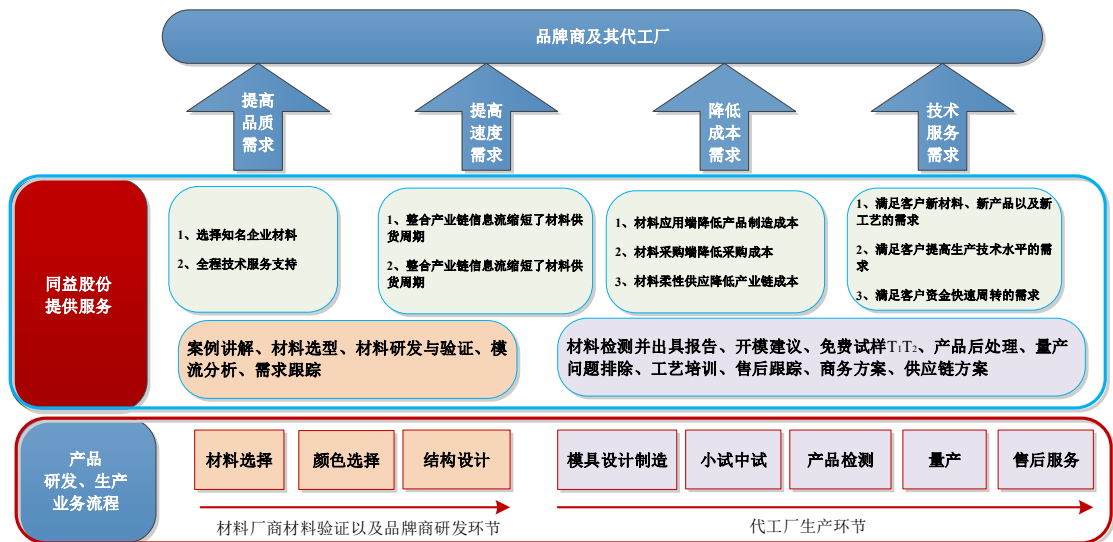 品牌商及其代工厂
提高
品质
需求
提高
速度
需求
降低
成本
需求
技术
服务
需求
同益股份
提供服务
1、选择知名企业材料
2、全程技术服务支持
1、整合产业链信息流缩短了材料供
货周期
2、整合产业链信息流缩短了材料供
货周期
1、材料应用端降低产品制造成本
2、材料采购端降低采购成本
3、材料柔性供应降低产业链成本
1、满足客户新材料、新产品以及新
工艺的需求
2、满足客户提高生产技术水平的需
求
3、满足客户资金快速周转的需求
案例讲解、材料选型、材料研发与验证、模
流分析、需求跟踪
材料检测并出具报告、开模建议、免费试样T₁T₂、产品后处理、量产
问题排除、工艺培训、售后跟踪、商务方案、供应链方案
产品
研发、生产
业务流程
材料选择
颜色选择
结构设计
模具设计制造
小试中试
产品检测
量产
售后服务
材料厂商材料验证以及品牌商研发环节
代工厂生产环节